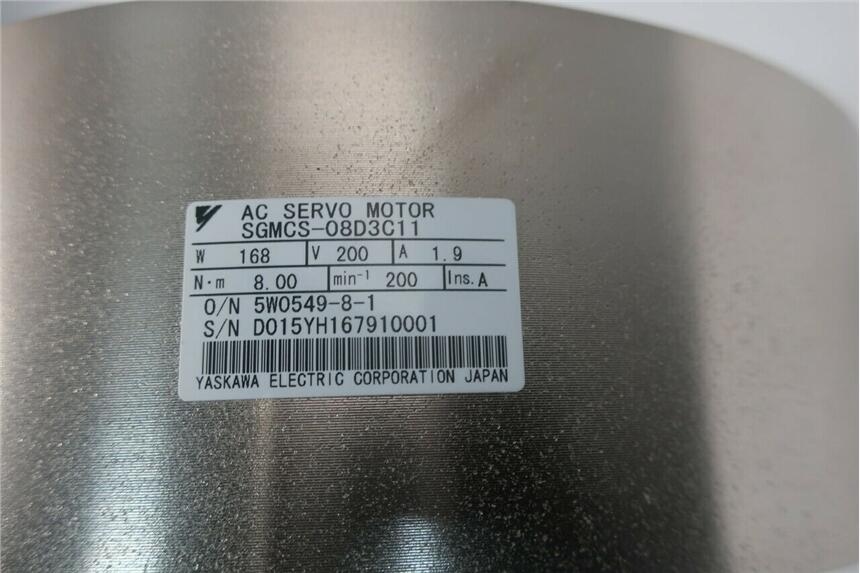 AC SERVO MOTOR
SGMCS-08D3C11
W 168 V 200 A 1.9
N·m 8.00 min⁻¹ 200 Ins. A
O/N 5W0549-8-1
S/N D015YH167910001
YASKAWA ELECTRIC CORPORATION JAPAN